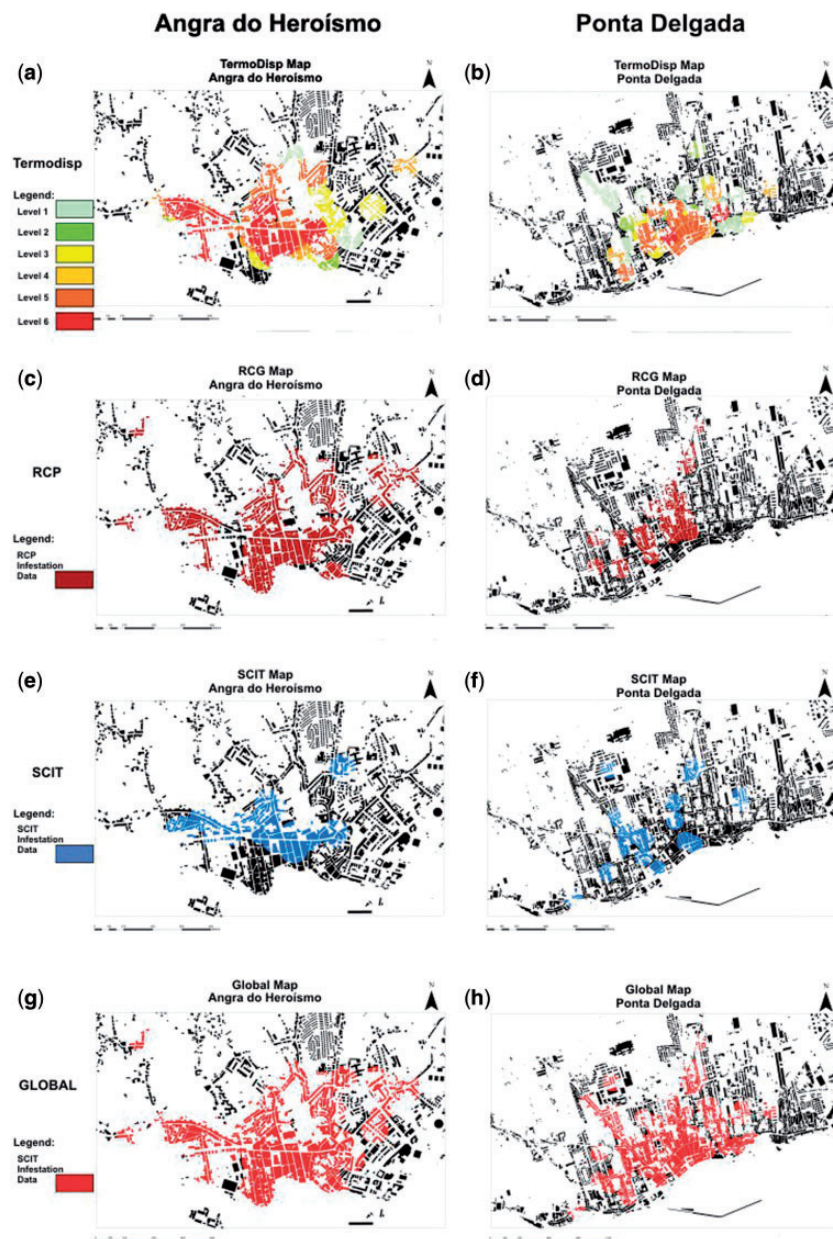 Angra do Heroísmo
Ponta Delgada
(a)
TermoDisp Map
Angra do Heroísmo
N
Termodisp
Legend:
Level 1
Level 2
Level 3
Level 4
Level 5
Level 6
(b)
TermoDisp Map
Ponta Delgada
N
(c)
RCG Map
Angra do Heroísmo
N
RCP
Legend:
RCP
Infestation
Data
(d)
RCG Map
Ponta Delgada
N
(e)
SCIT Map
Angra do Heroísmo
N
SCIT
Legend:
SCIT
Infestation
Data
(f)
SCIT Map
Ponta Delgada
N
(g)
Global Map
Angra do Heroísmo
N
GLOBAL
Legend:
SCIT
Infestation
Data
(h)
Global Map
Ponta Delgada
N